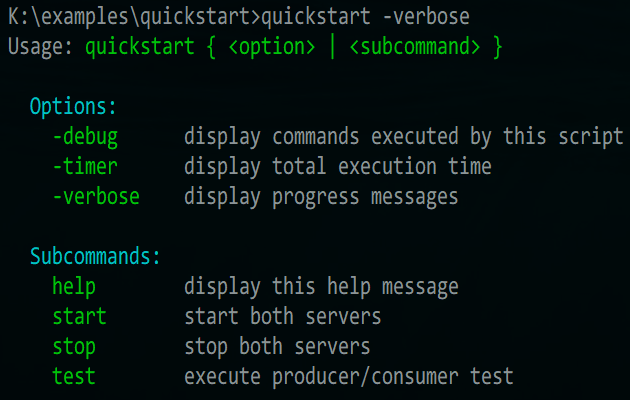 K:\examples\quickstart>quickstart -verbose
Usage: quickstart { <option> | <subcommand> }
Options:
-debug display commands executed by this script
-timer display total execution time
-verbose display progress messages
Subcommands:
help display this help message
start start both servers
stop stop both servers
test execute producer/consumer test